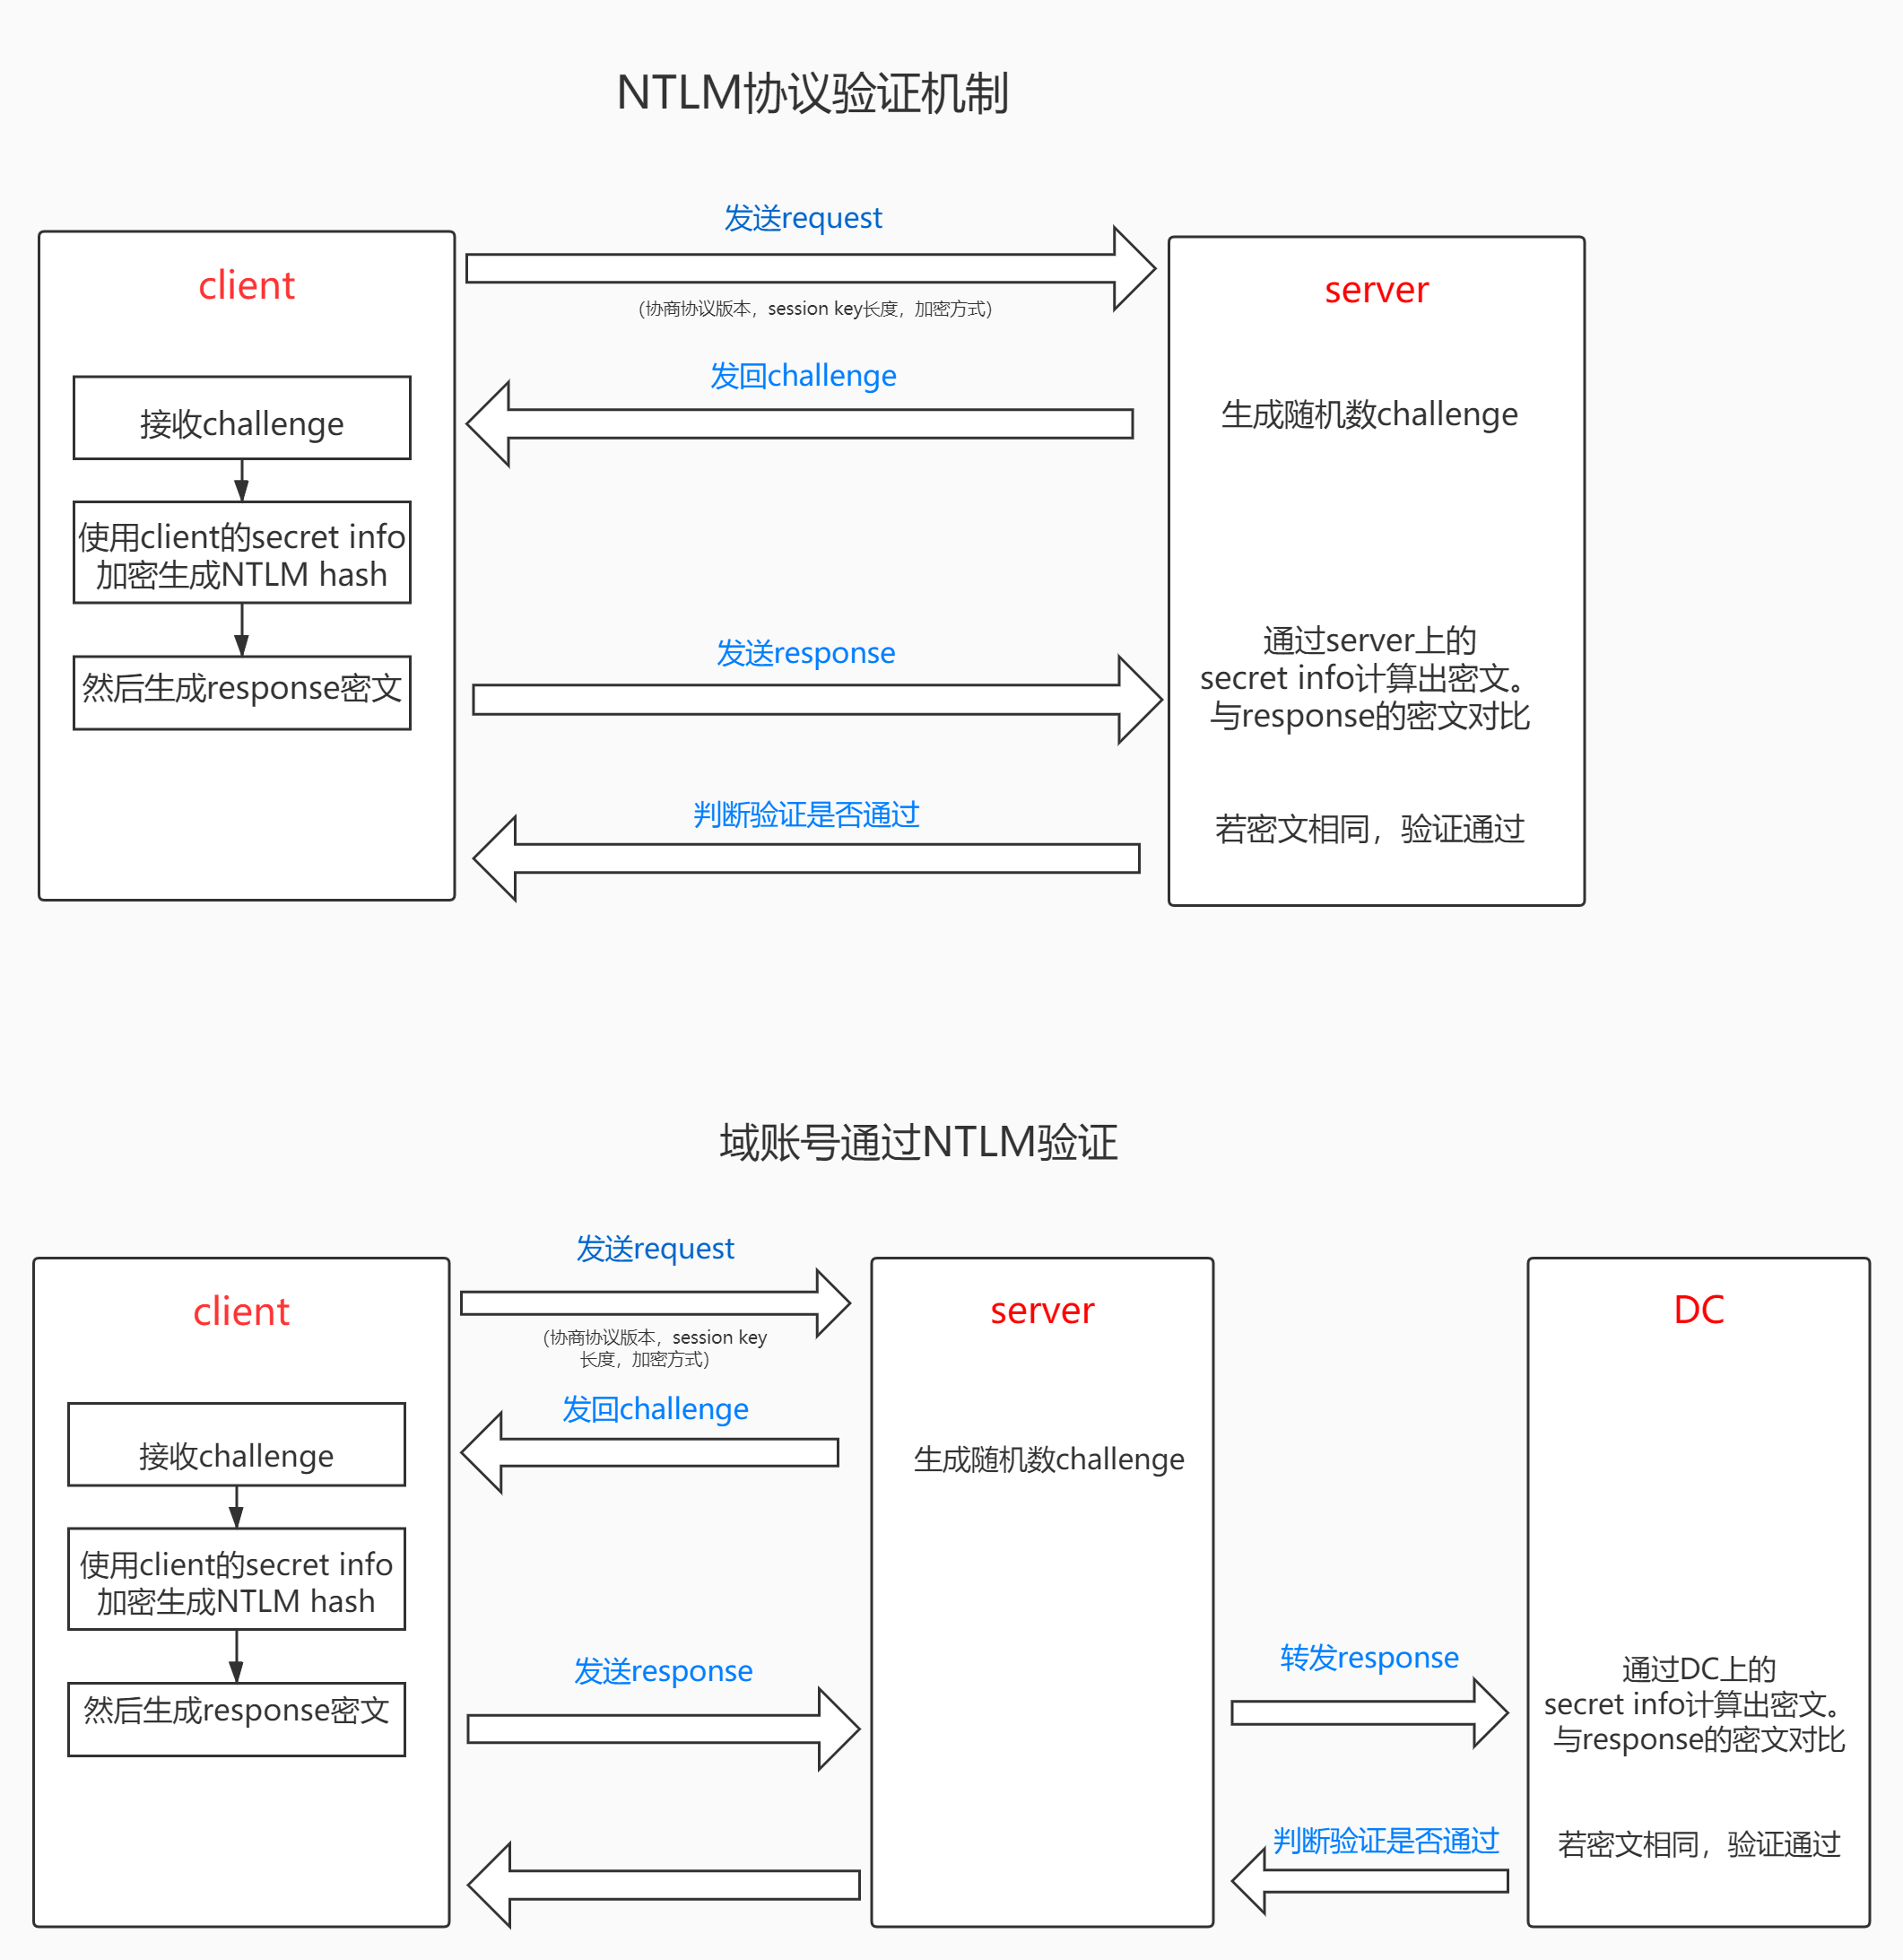 NTLM协议验证机制
发送request
client
server
(协商协议版本，session key长度，加密方式)
发回challenge
接收challenge
生成随机数challenge
使用client的secret info
加密生成NTLM hash
然后生成response密文
发送response
通过server上的
secret info计算出密文。
与response的密文对比
判断验证是否通过
若密文相同，验证通过
域账号通过NTLM验证
发送request
client
server
DC
(协商协议版本，session key
长度，加密方式)
发回challenge
接收challenge
生成随机数challenge
使用client的secret info
加密生成NTLM hash
然后生成response密文
发送response
转发response
通过DC上的
secret info计算出密文。
与response的密文对比
判断验证是否通过
若密文相同，验证通过